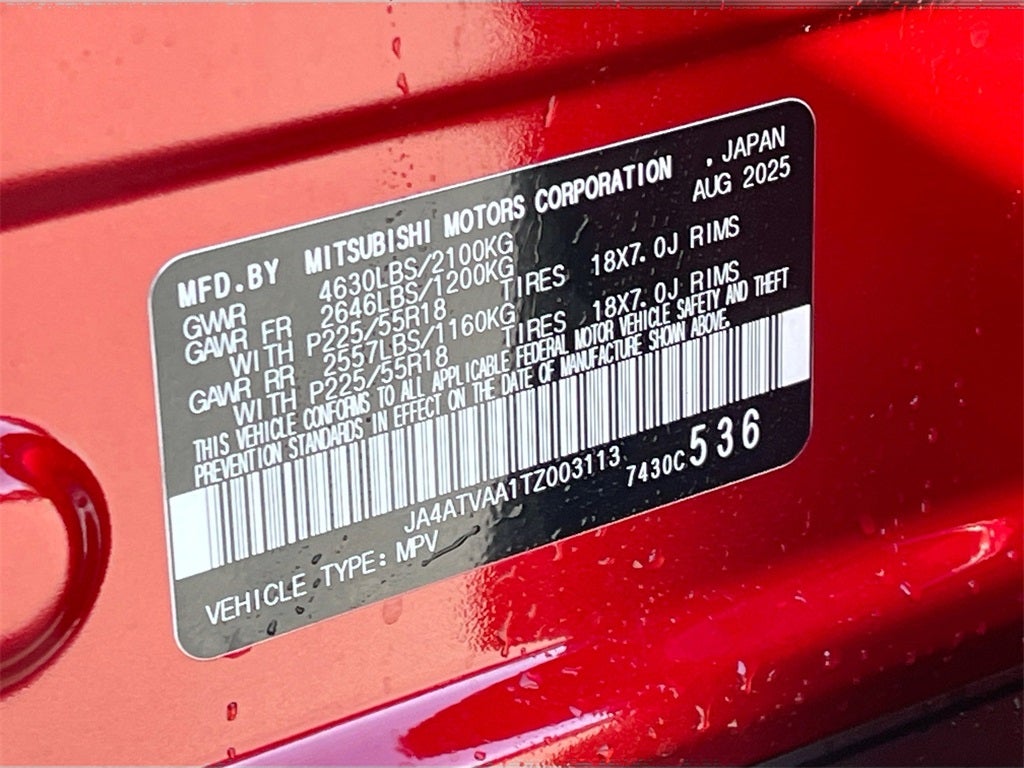 MFD.BY MITSUBISHI MOTORS CORPORATION , JAPAN
AUG 2025
GWWR 4630LBS/2100KG
GAWR FR 2646LBS/1200KG
WITH P225/55R18 TIRES 18X7.0J RIMS
GAWR RR 2557LBS/1160KG
WITH P225/55R18 TIRES 18X7.0J RIMS
THIS VEHICLE CONFORMS TO ALL APPLICABLE FEDERAL MOTOR VEHICLE SAFETY AND THEFT
PREVENTION STANDARDS IN EFFECT ON THE DATE OF MANUFACTURE SHOWN ABOVE.
JA4ATVAA1TZ003113 7430C536
VEHICLE TYPE: MPV